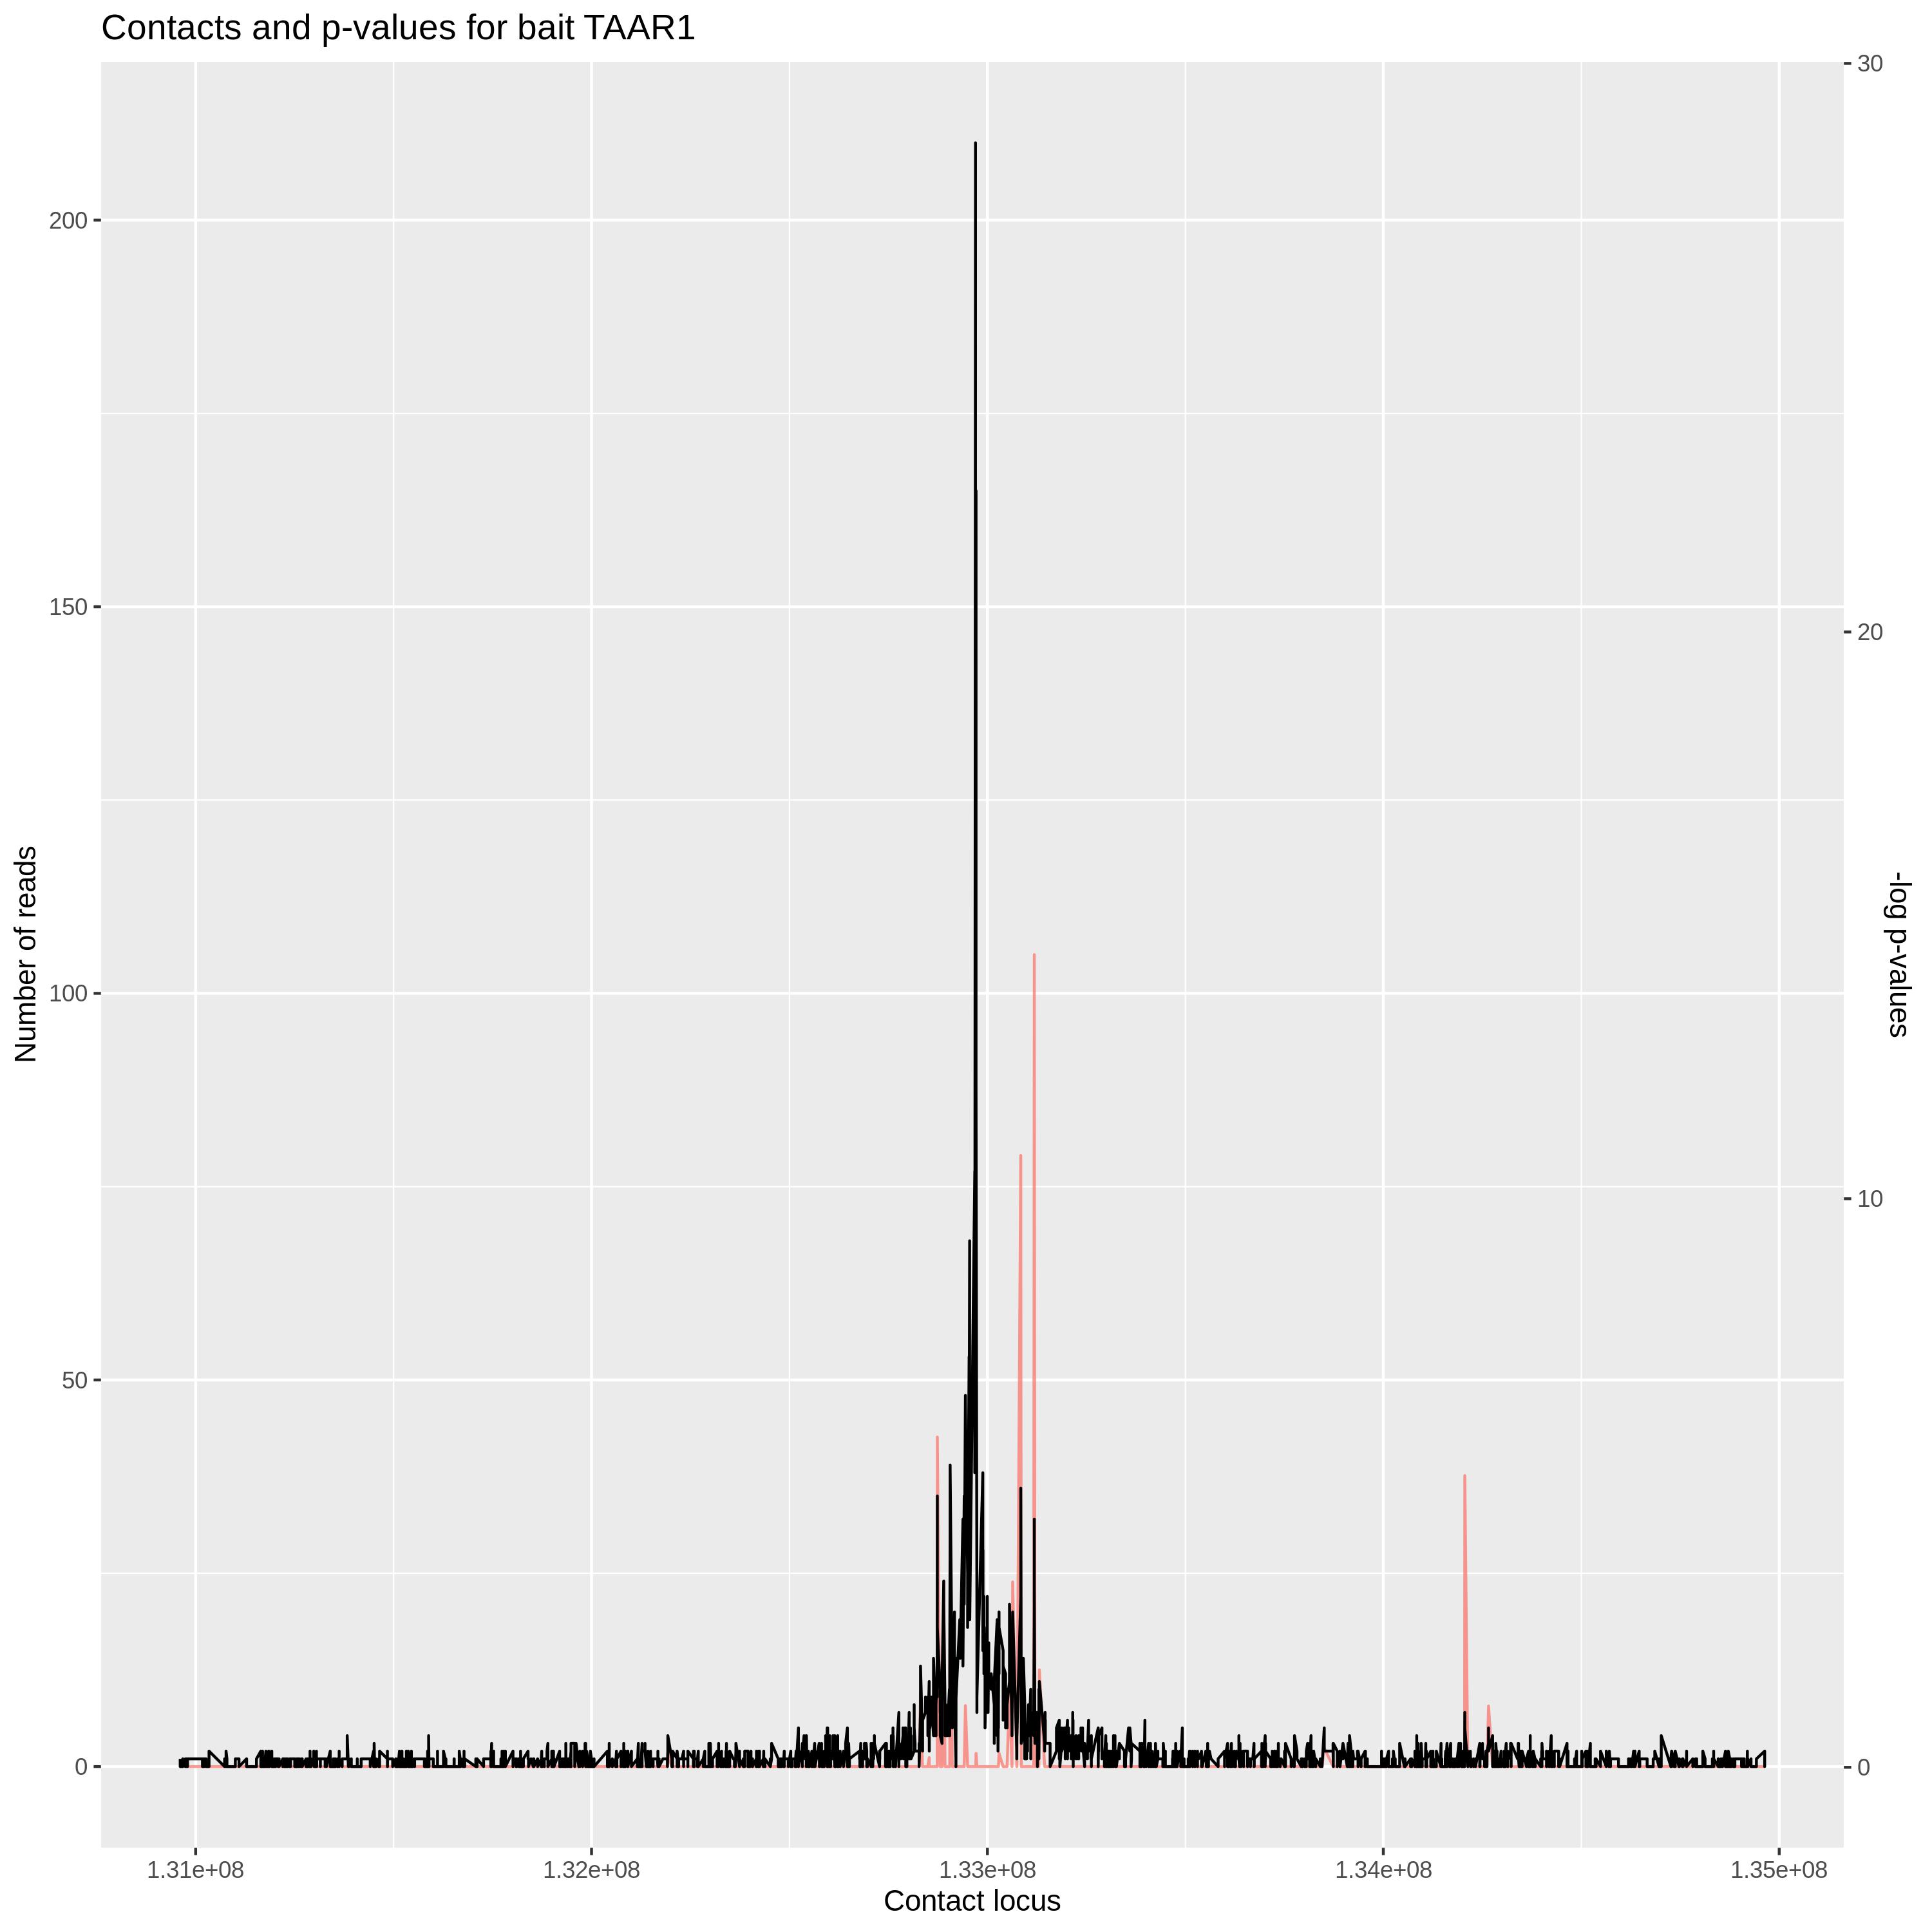 Contacts and p-values for bait TAAR1
30
200
150
20
Number of reads
-log p-values
100
10
50
0
0
1.31e+08
1.32e+08
1.33e+08
1.34e+08
1.35e+08
Contact locus